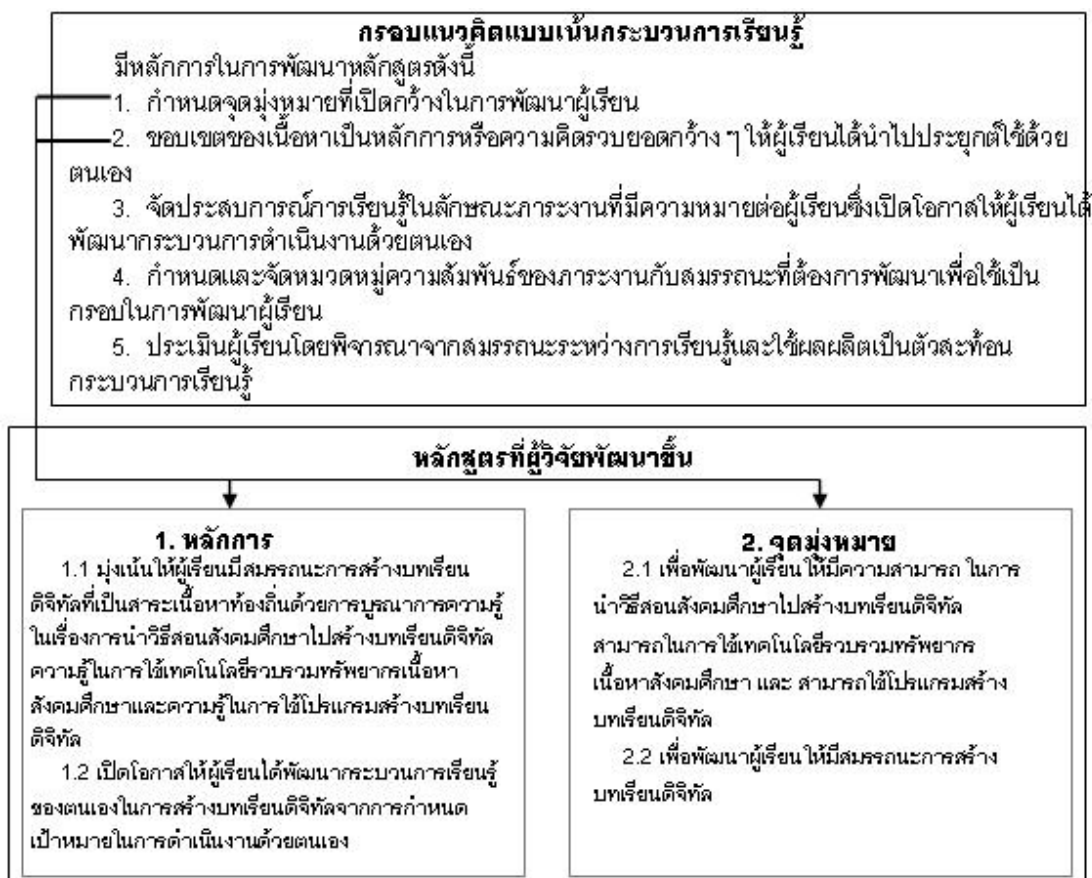 กรอบแนวคิดแบบเน้นกระบวนการเรียนรู้
มีหลักการในการพัฒนาหลักสูตรดังนี้
1. กำหนดจุดมุ่งหมายที่เปิดกว้างในการพัฒนาผู้เรียน
2. ขอบเขตของเนื้อหาเป็นหลักการหรือความคิดรวบยอดกว้าง ๆ ให้ผู้เรียนได้นำไปประยุกต์ใช้ด้วย
ตนเอง
3. จัดประสบการณ์การเรียนรู้ในลักษณะภาระงานที่มีความหมายต่อผู้เรียนซึ่งเปิดโอกาสให้ผู้เรียนได้
พัฒนากระบวนการดำเนินงานด้วยตนเอง
4. กำหนดและจัดหมวดหมู่ความสัมพันธ์ของภาระงานกับสมรรถนะที่ต้องการพัฒนาเพื่อใช้เป็น
กรอบในการพัฒนาผู้เรียน
5. ประเมินผู้เรียนโดยพิจารณาจากสมรรถนะระหว่างการเรียนรู้และใช้ผลผลิตเป็นตัวสะท้อน
กระบวนการเรียนรู้
หลักสูตรที่ผู้วิจัยพัฒนาขึ้น
1. หลักการ
1.1 มุ่งเน้นให้ผู้เรียนมีสมรรถนะการสร้างบทเรียน
ดิจิทัลที่เป็นสาระเนื้อหาท้องถิ่นด้วยการบูรณาการความรู้
ในเรื่องการนำวิธีสอนสังคมศึกษาไปสร้างบทเรียนดิจิทัล
ความรู้ในการใช้เทคโนโลยีรวบรวมทรัพยากรเนื้อหา
สังคมศึกษาและความรู้ในการใช้โปรแกรมสร้างบทเรียน
ดิจิทัล
1.2 เปิดโอกาสให้ผู้เรียนได้พัฒนากระบวนการเรียนรู้
ของตนเองในการสร้างบทเรียนดิจิทัลจากการกำหนด
เป้าหมายในการดำเนินงานด้วยตนเอง
2. จุดมุ่งหมาย
2.1 เพื่อพัฒนาผู้เรียนให้มีความสามารถ ในการ
นำวิธีสอนสังคมศึกษาไปสร้างบทเรียนดิจิทัล
สามารถในการใช้เทคโนโลยีรวบรวมทรัพยากร
เนื้อหาสังคมศึกษา และ สามารถใช้โปรแกรมสร้าง
บทเรียนดิจิทัล
2.2 เพื่อพัฒนาผู้เรียนให้มีสมรรถนะการสร้าง
บทเรียนดิจิทัล